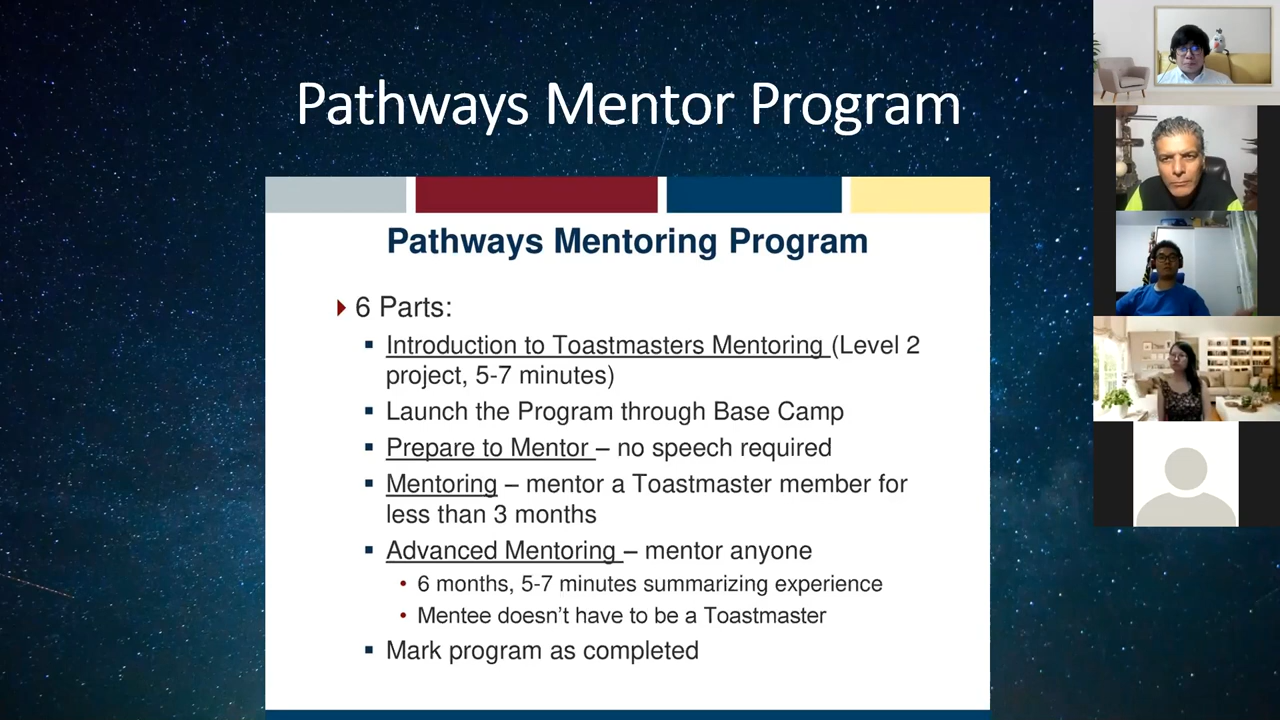 Pathways Mentor Program
Pathways Mentoring Program
6 Parts:
Introduction to Toastmasters Mentoring (Level 2
project, 5-7 minutes)
Launch the Program through Base Camp
Prepare to Mentor – no speech required
Mentoring – mentor a Toastmaster member for
less than 3 months
Advanced Mentoring – mentor anyone
6 months, 5-7 minutes summarizing experience
Mentee doesn’t have to be a Toastmaster
Mark program as completed